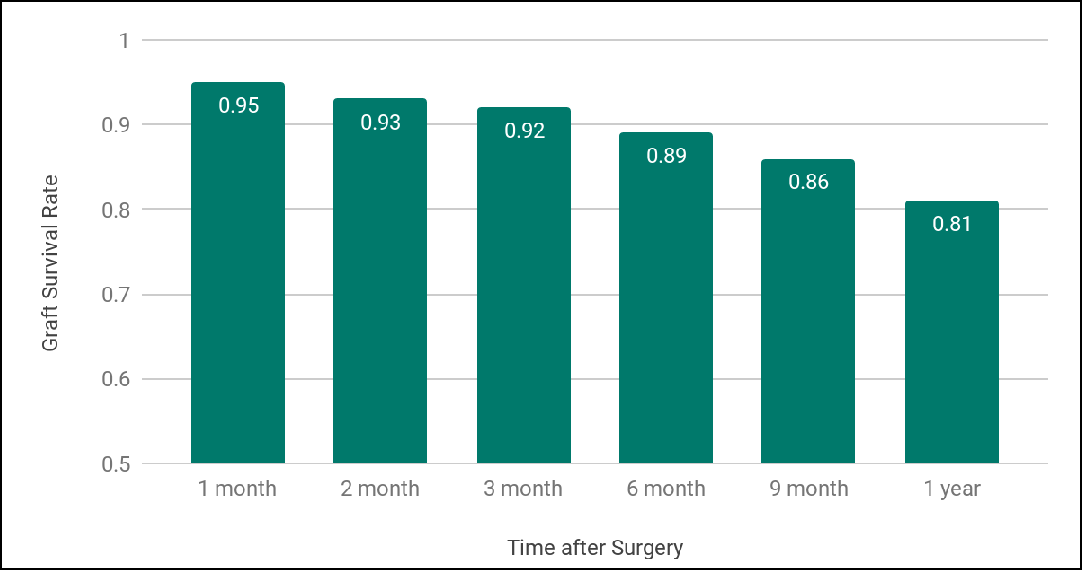 1
0.9
0.8
0.7
0.6
0.5
Graft Survival Rate
0.95
0.93
0.92
0.89
0.86
0.81
1 month
2 month
3 month
6 month
9 month
1 year
Time after Surgery